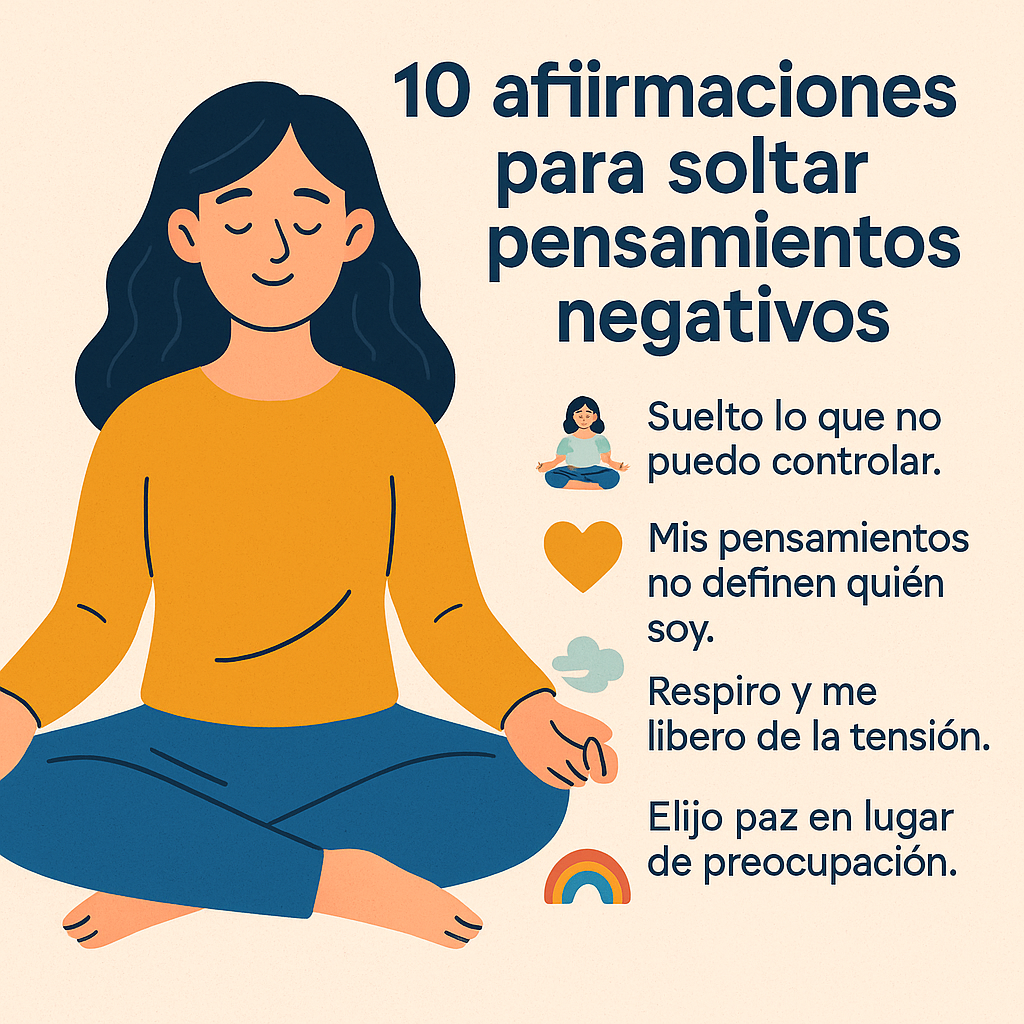 10 afiirmaciones
para soltar
pensamientos
negativos
Suelto lo que no
puedo controlar.
Mis pensamientos
no definen quién
soy.
Respiro y me
libero de la tensión.
Elijo paz en lugar
de preocupación.